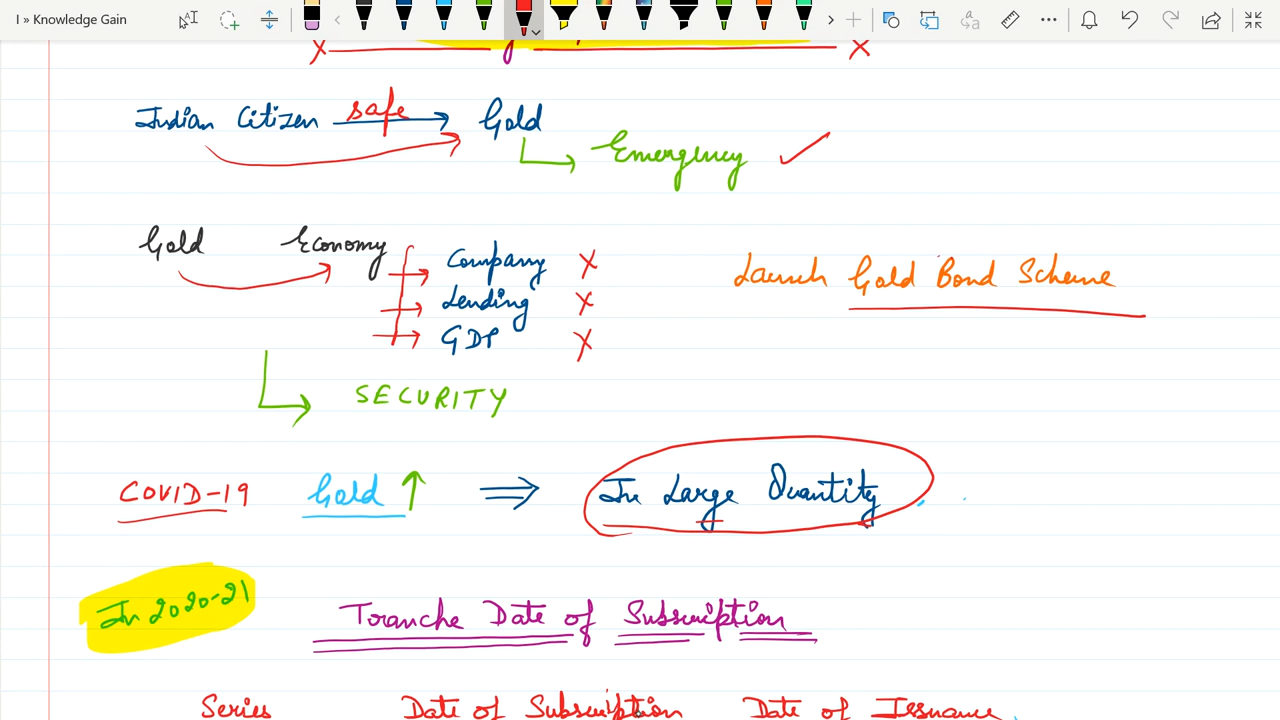 I » Knowledge Gain
Indian Citizen safe Gold
Emergency
Gold Economy Company X
Lending X
GDP X
Launch Gold Bond Scheme
SECURITY
COVID-19 Gold ↑ ⇒ In Large Quantity
In 2020-21
Tranche Date of Subscription
Series Date of Subscription Date of Issuance